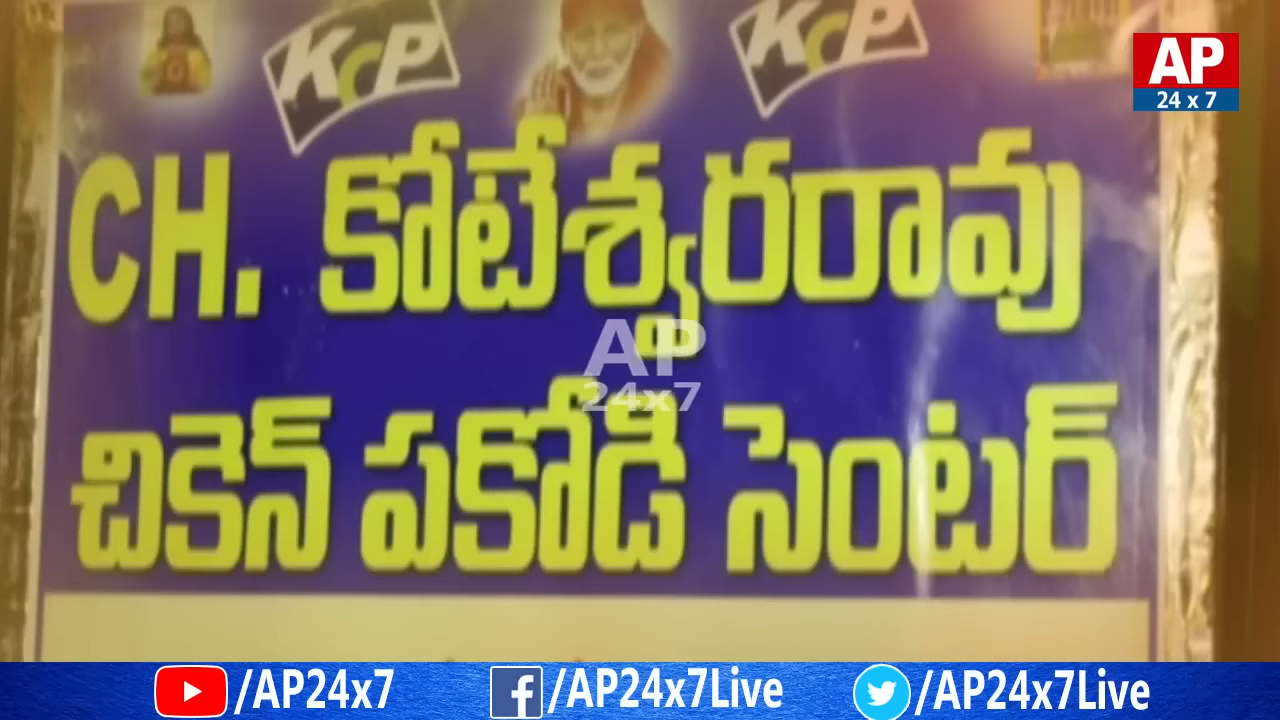 KCP KCP
AP
24 x 7
CH. కోటేశ్వరరావు
AP
24x7
చికెన్ పకోడి సెంటర్
/AP24x7 /AP24x7Live /AP24x7Live